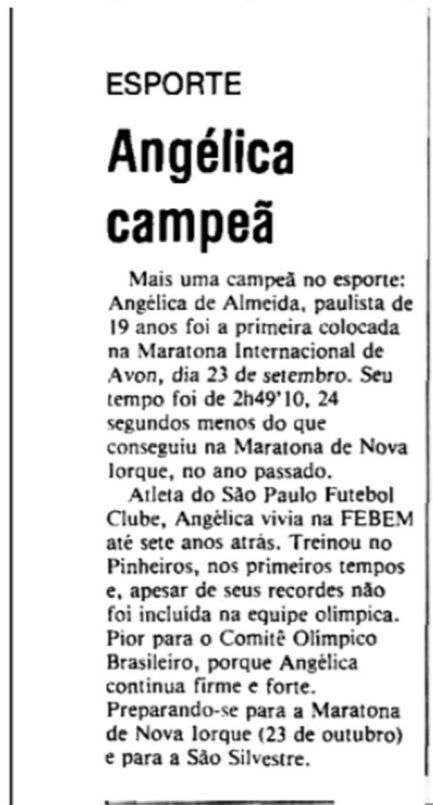 ESPORTE
Angélica
campeã
Mais uma campeã no esporte:
Angélica de Almeida, paulista de
19 anos foi a primeira colocada
na Maratona Internacional de
Avon, dia 23 de setembro. Seu
tempo foi de 2h49'10, 24
segundos menos do que
conseguiu na Maratona de Nova
Iorque, no ano passado.
Atleta do São Paulo Futebol
Clube, Angélica vivia na FEBEM
até sete anos atrás. Treinou no
Pinheiros, nos primeiros tempos
e, apesar de seus recordes não
foi incluída na equipe olímpica.
Pior para o Comitê Olímpico
Brasileiro, porque Angélica
continua firme e forte.
Preparando-se para a Maratona
de Nova Iorque (23 de outubro)
e para a São Silvestre.